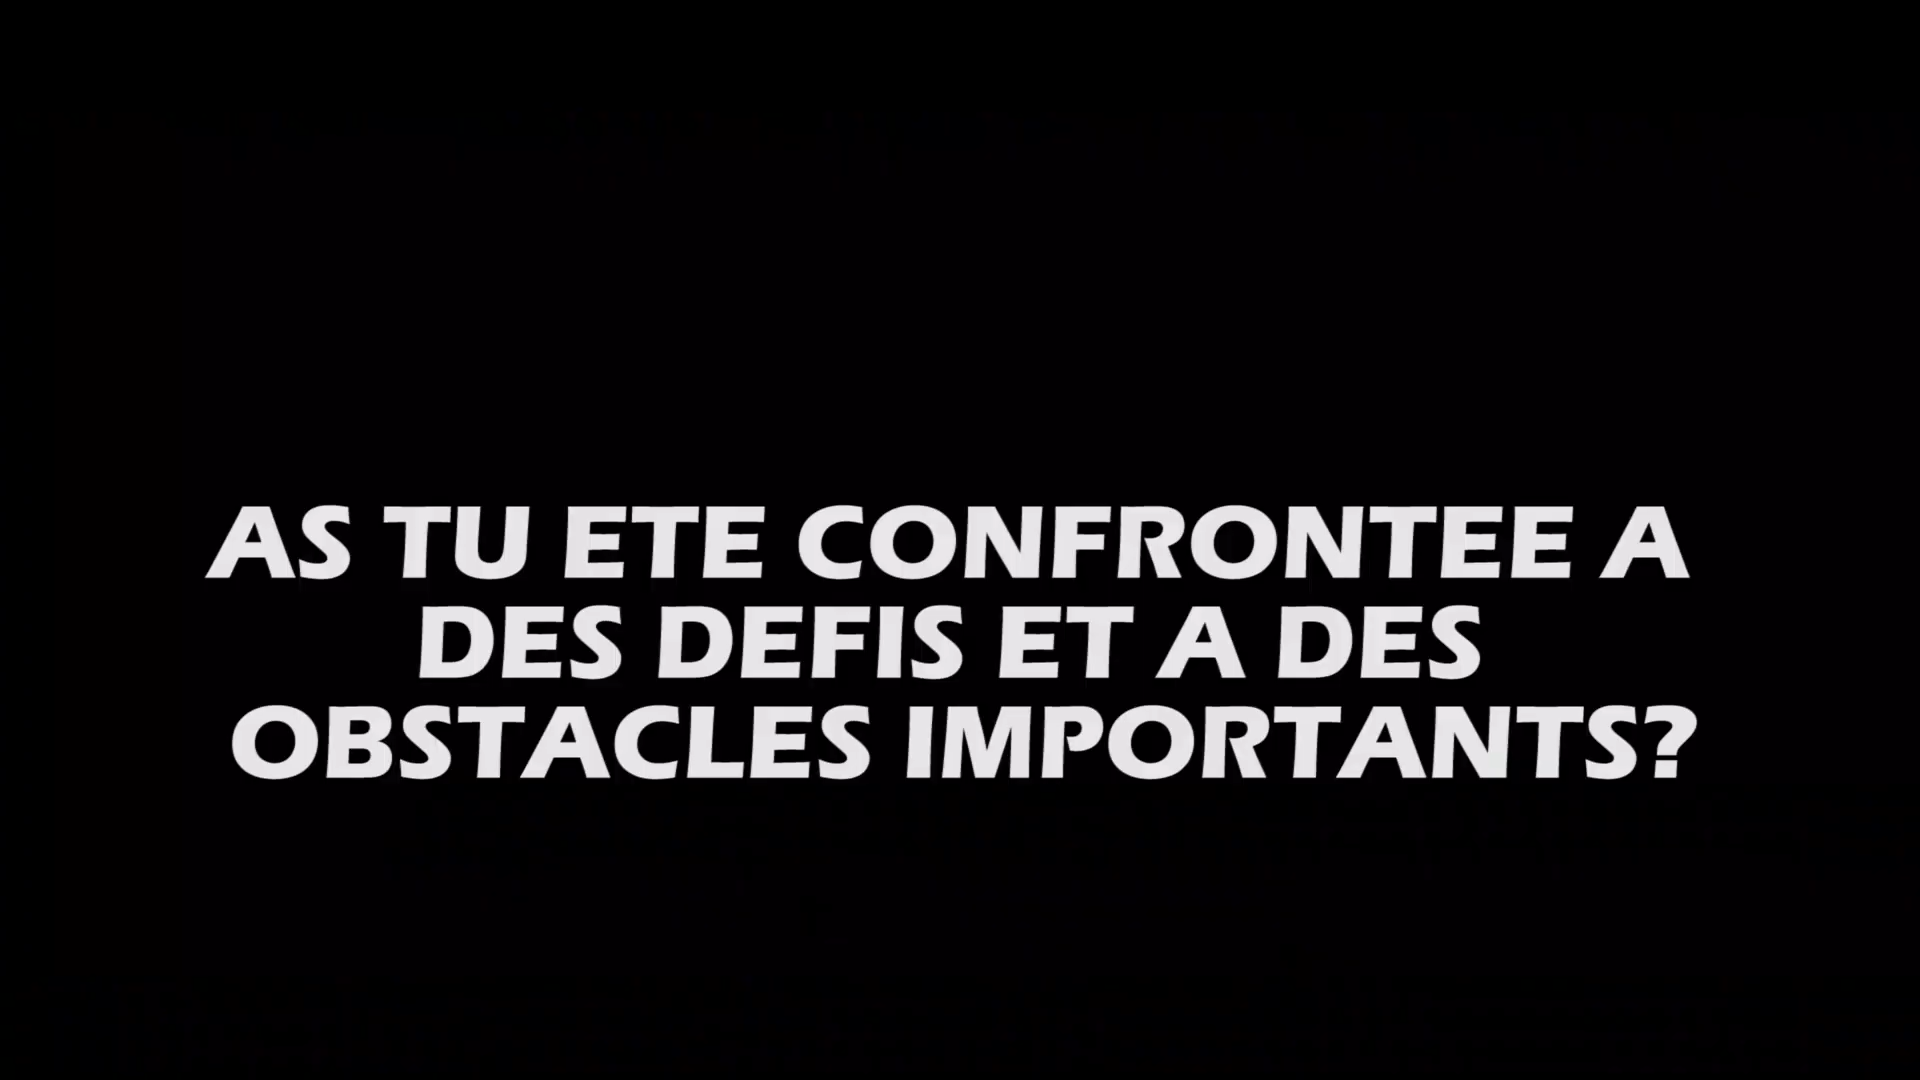 AS TU ETE CONFRONTEE A
DES DEFIS ET A DES
OBSTACLES IMPORTANTS?